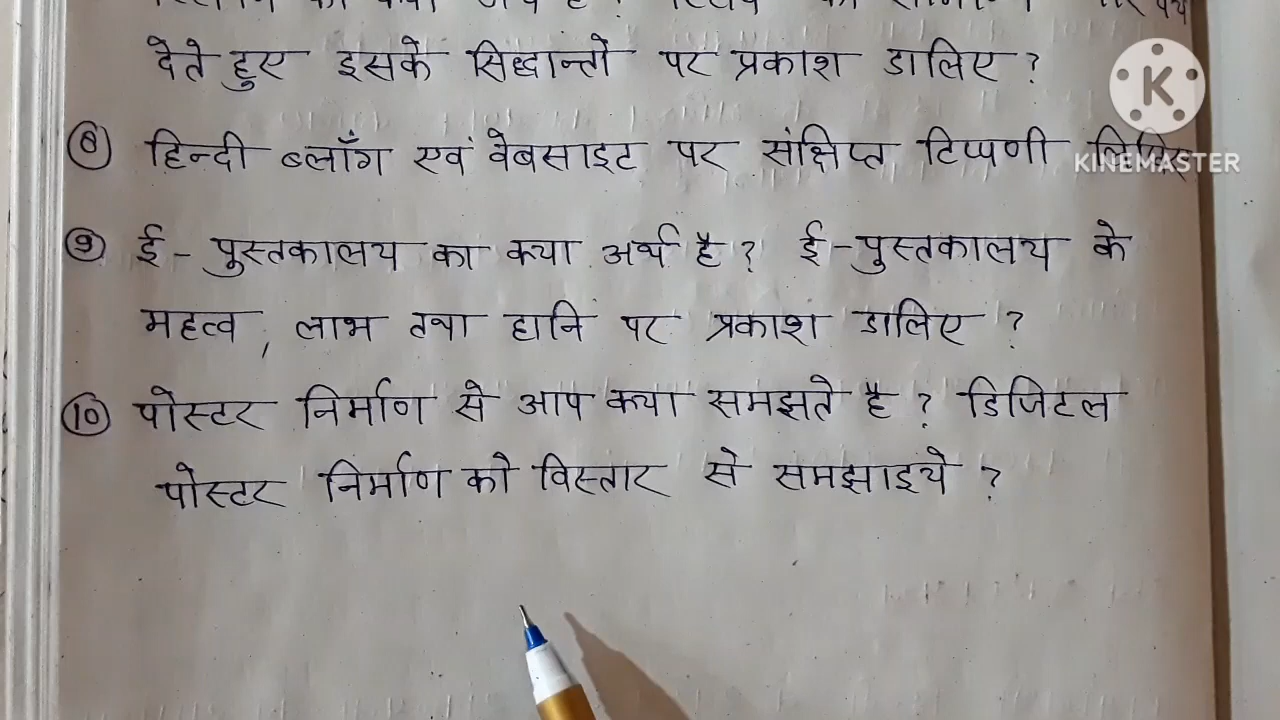 देते हुए इसके सिद्धान्तो पर प्रकाश डालिए ?
K
KINEMASTER
⑧ हिन्दी ब्लॉग एवं वेबसाइट पर संक्षिप्त टिप्पणी
⑨ ई - पुस्तकालय का क्या अर्थ है ? ई - पुस्तकालय के
महत्व , लाभ तथा हानि पर प्रकाश डालिए ?
⑩ पोस्टर निर्माण से आप क्या समझते है ? डिजिटल
पोस्टर निर्माण को विस्तार से समझाइये ?